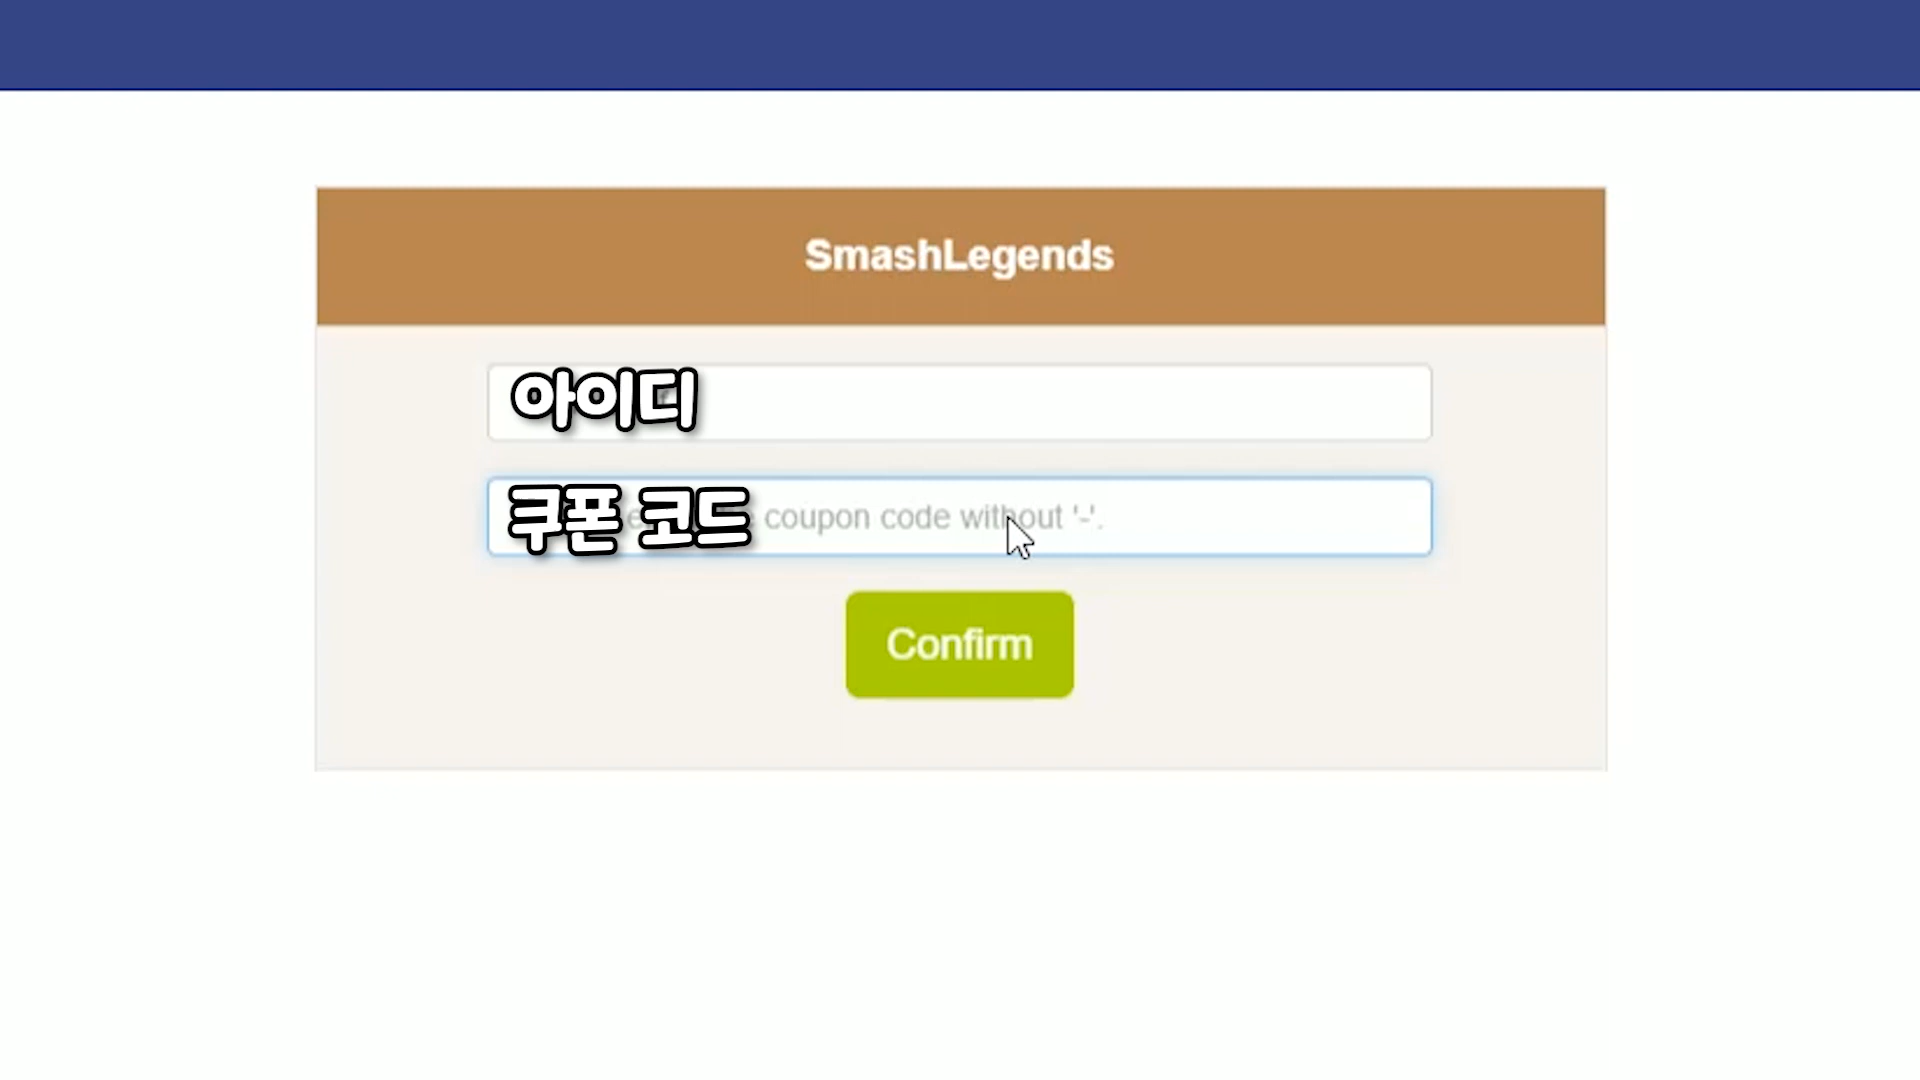 SmashLegends
아이디
쿠폰 코드 coupon code without '-'.
Confirm